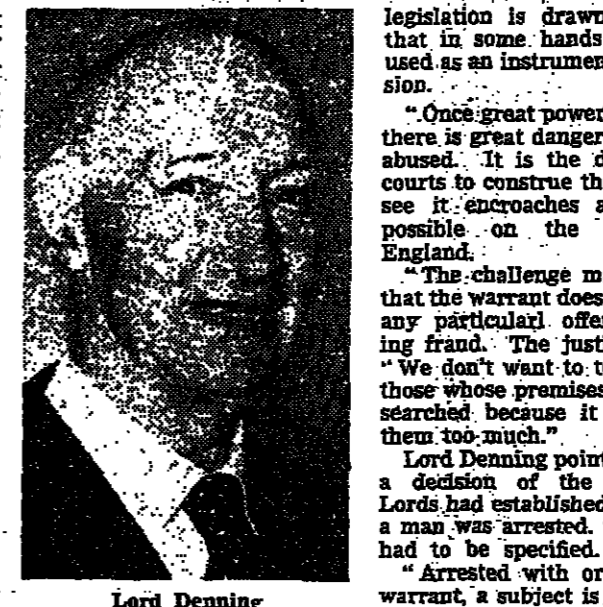 Lord Denning
legislation is drawn
that in some hands
used as an instrumen
sion.
“Once great power
there is great danger
abused. It is the d
courts to construe th
see it encroaches a
possible on the
England.
“The challenge m
that the warrant does
any particularl offe
ing fraud. The just
“We don't want to t
those whose premises
searched because it
them too much.”
Lord Denning point
a decision of the
Lords had established
a man was arrested.
had to be specified.
“Arrested with or
warrant, a subject is